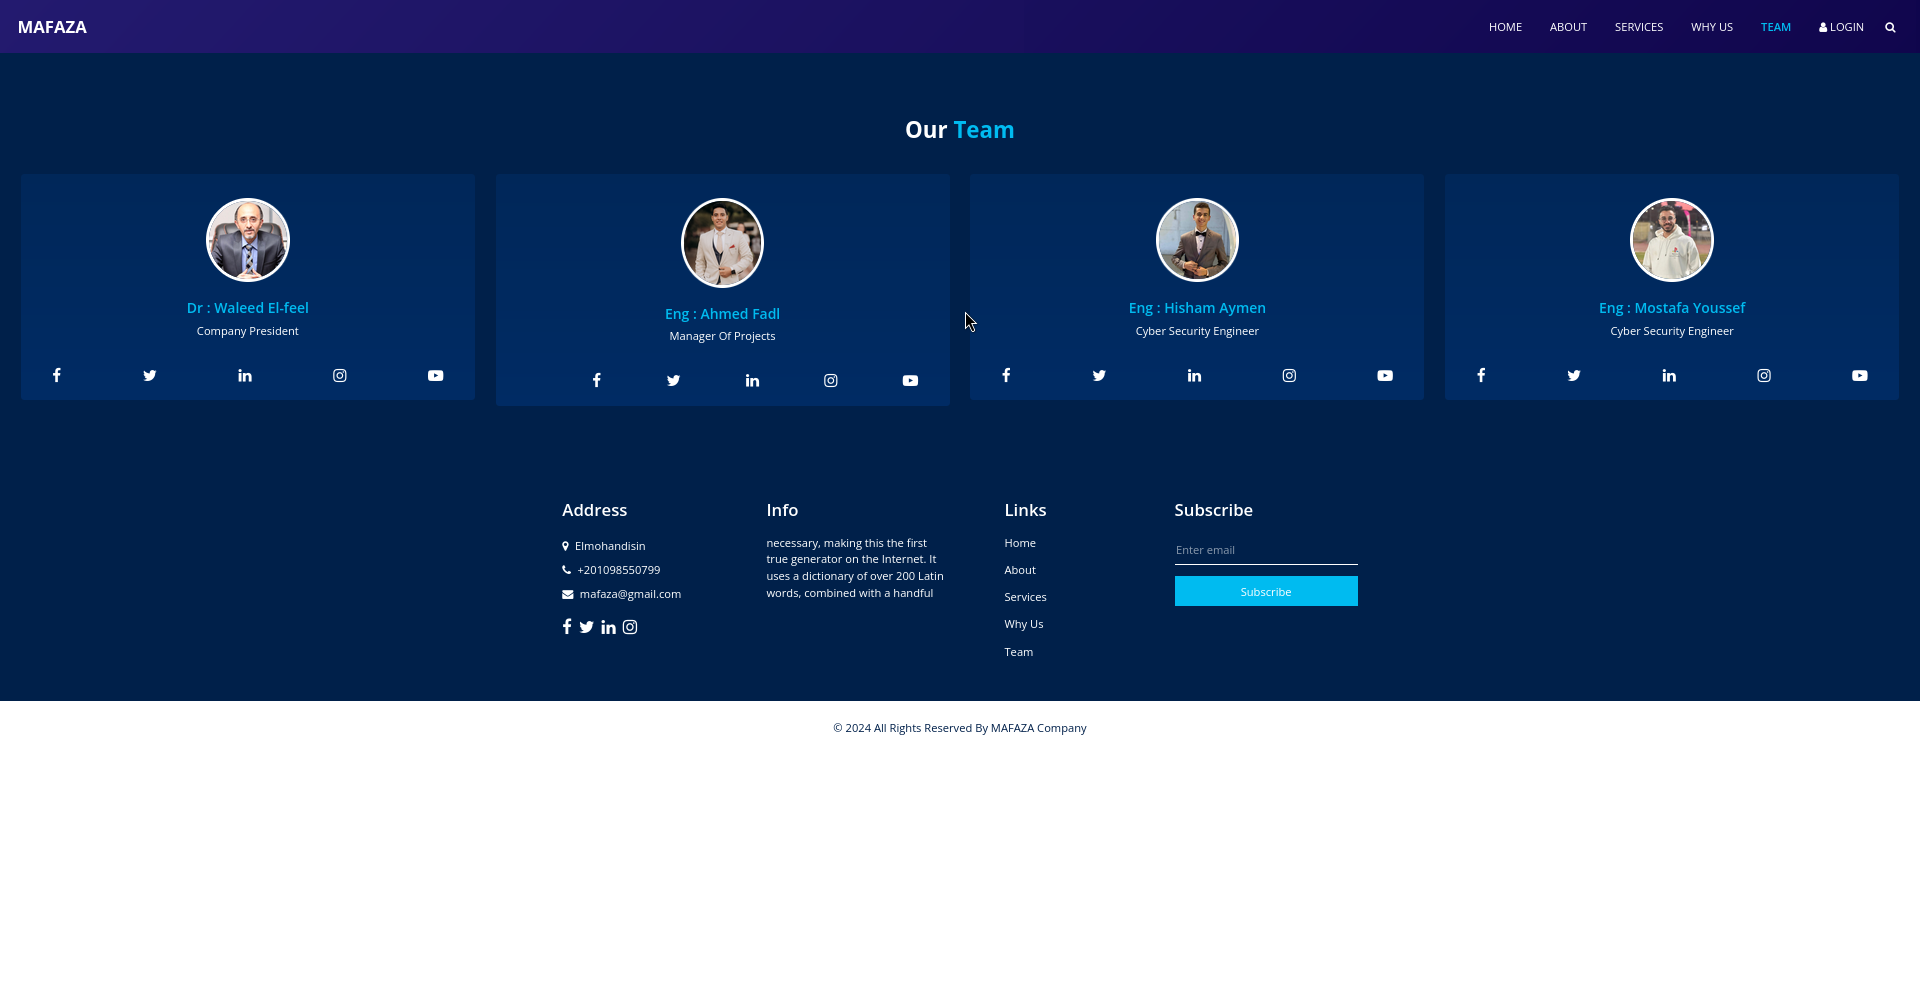 MAFAZA
HOME ABOUT SERVICES WHY US TEAM LOGIN
Our Team
Dr : Waleed El-feel
Company President
Eng : Ahmed Fadl
Manager Of Projects
Eng : Hisham Aymen
Cyber Security Engineer
Eng : Mostafa Youssef
Cyber Security Engineer
Address
Elmohandisin
+201098550799
mafaza@gmail.com
Info
necessary, making this the first
true generator on the Internet. It
uses a dictionary of over 200 Latin
words, combined with a handful
Links
Home
About
Services
Why Us
Team
Subscribe
Enter email
Subscribe
© 2024 All Rights Reserved By MAFAZA Company